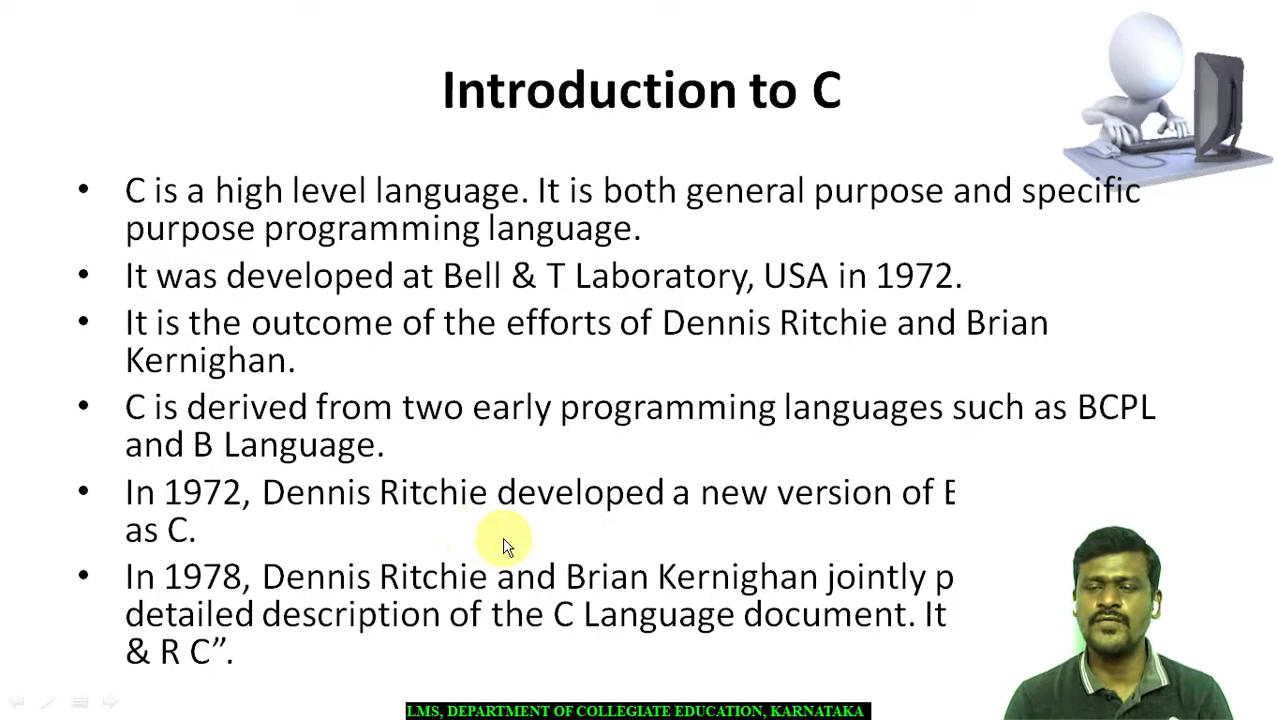 Introduction to C
• C is a high level language. It is both general purpose and specific
purpose programming language.
• It was developed at Bell & T Laboratory, USA in 1972.
• It is the outcome of the efforts of Dennis Ritchie and Brian
Kernighan.
• C is derived from two early programming languages such as BCPL
and B Language.
• In 1972, Dennis Ritchie developed a new version of
as C.
• In 1978, Dennis Ritchie and Brian Kernighan jointly
detailed description of the C Language document. It
& R C”.
LMS, DEPARTMENT OF COLLEGIATE EDUCATION, KARNATAKA